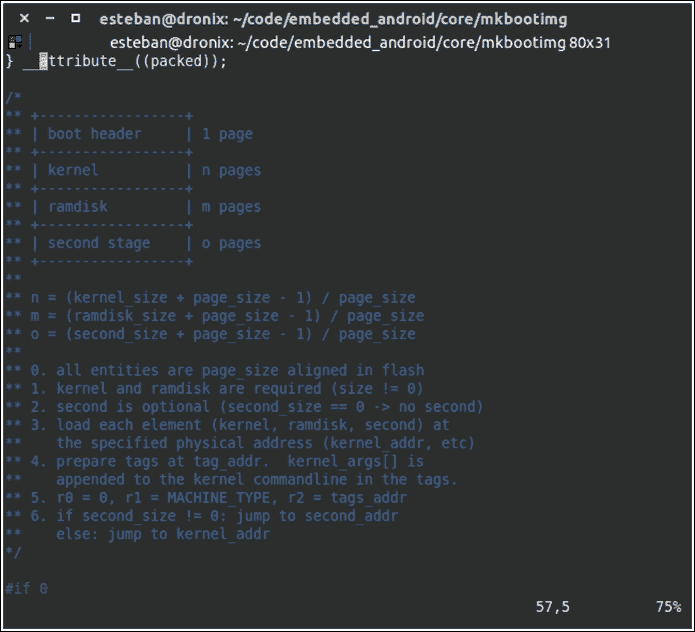 esteban@dronix: ~/code/embedded_android/core/mkbootimg
esteban@dronix: ~/code/embedded_android/core/mkbootimg 80x31
} __attribute__((packed));
/*
** +-----------------+
** | boot header     | 1 page
** +-----------------+
** | kernel          | n pages
** +-----------------+
** | ramdisk         | m pages
** +-----------------+
** | second stage    | o pages
** +-----------------+
**
** n = (kernel_size + page_size - 1) / page_size
** m = (ramdisk_size + page_size - 1) / page_size
** o = (second_size + page_size - 1) / page_size
**
** 0. all entities are page_size aligned in flash
** 1. kernel and ramdisk are required (size != 0)
** 2. second is optional (second_size == 0 -> no second)
** 3. load each element (kernel, ramdisk, second) at
**    the specified physical address (kernel_addr, etc)
** 4. prepare tags at tag_addr.  kernel_args[] is
**    appended to the kernel commandline in the tags.
** 5. r0 = 0, r1 = MACHINE_TYPE, r2 = tags_addr
** 6. if second_size != 0: jump to second_addr
**    else: jump to kernel_addr
*/
#if 0
57,5 75%